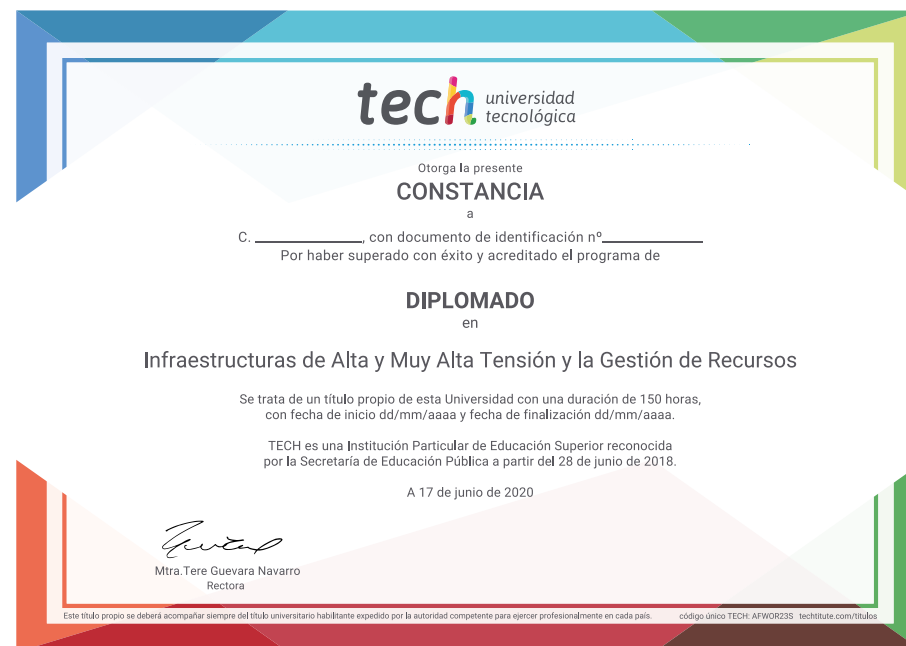 tech universidad
tecnológica
Otorga la presente
CONSTANCIA
a
C. ____________, con documento de identificación nº____________
Por haber superado con éxito y acreditado el programa de
DIPLOMADO
en
Infraestructuras de Alta y Muy Alta Tensión y la Gestión de Recursos
Se trata de un título propio de esta Universidad con una duración de 150 horas,
con fecha de inicio dd/mm/aaaa y fecha de finalización dd/mm/aaaa.
TECH es una Institución Particular de Educación Superior reconocida
por la Secretaría de Educación Pública a partir del 28 de junio de 2018.
A 17 de junio de 2020
Mtra.Tere Guevara Navarro
Rectora
Este título propio se deberá acompañar siempre del título universitario habilitante expedido por la autoridad competente para ejercer profesionalmente en cada país. código único TECH: AFWOR23S techtitute.com/titulos